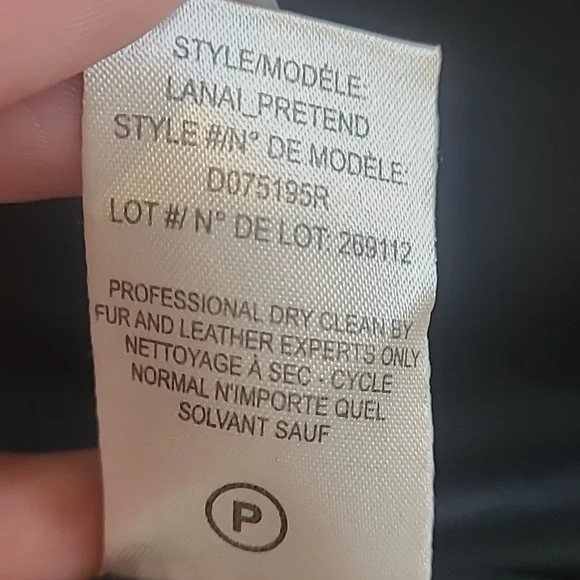 STYLE/MODÉLE:
LANAI_PRETEND
STYLE #/N° DE MODÈLE:
D075195R
LOT #/ N° DE LOT: 269112
PROFESSIONAL DRY CLEAN BY
FUR AND LEATHER EXPERTS ONLY
NETTOYAGE À SEC - CYCLE
NORMAL N'IMPORTE QUEL
SOLVANT SAUF
P